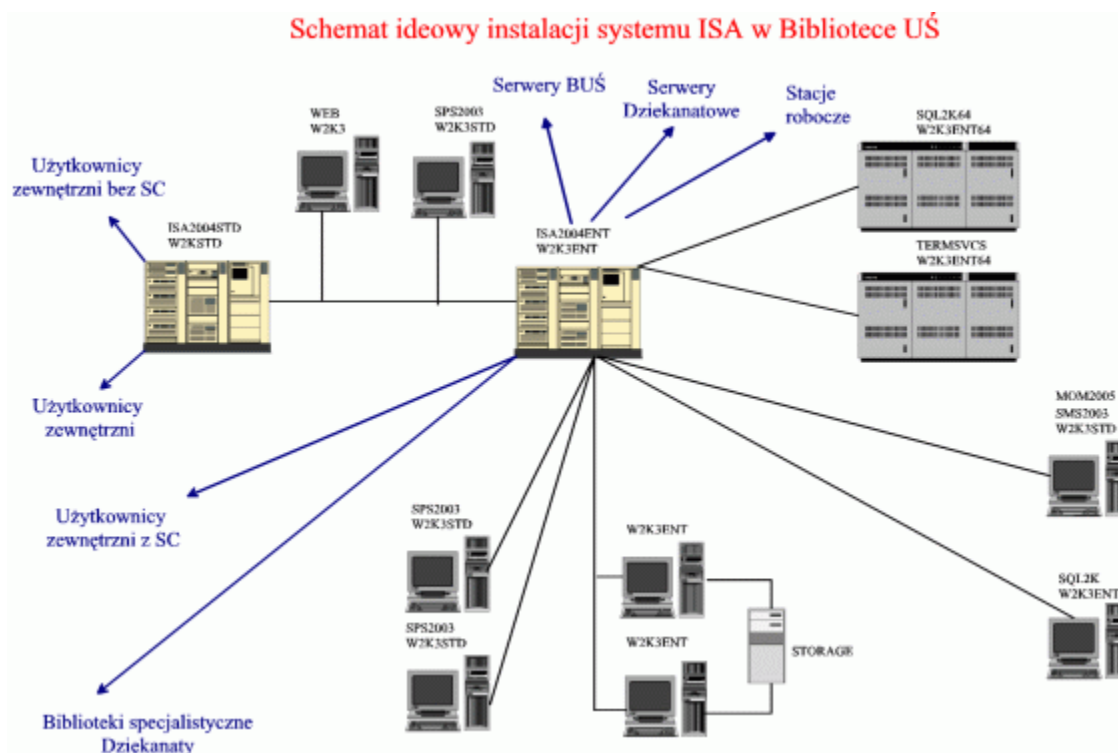 Schemat ideowy instalacji systemu ISA w Bibliotece UŚ
Serwery BUŚ
Serwery
Dziekanatowe
Stacje
robocze
WEB
W2K3
SPS2003
W2K3STD
SQL2K64
W2K3ENT64
Użytkownicy
zewnętrzni bez SC
ISA2004STD
W2KSTD
ISA2004ENT
W2K3ENT
TERMSVCS
W2K3ENT64
Użytkownicy
zewnętrzni
MOM2005
SMS2003
W2K3STD
Użytkownicy
zewnętrzni z SC
SPS2003
W2K3STD
W2K3ENT
SQL2K
W2K3ENT
SPS2003
W2K3STD
W2K3ENT
STORAGE
Biblioteki specjalistyczne
Dziekanaty